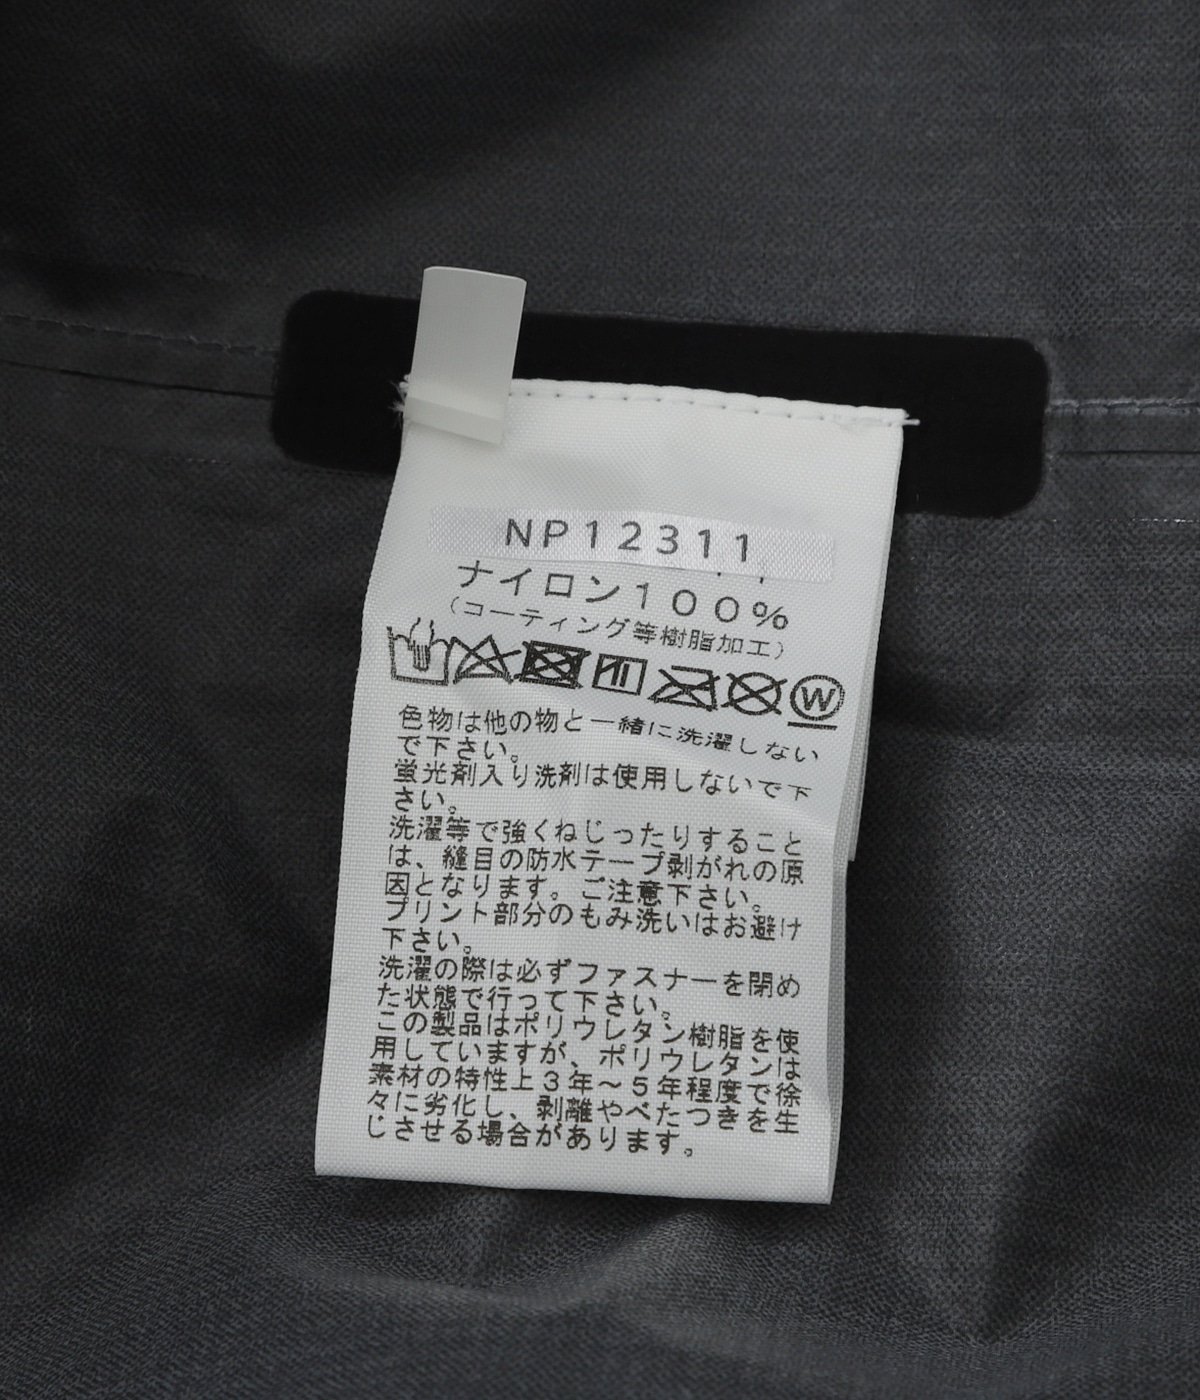 NP12311
ナイロン100%
(コーティング等樹脂加工)
W
色物は他の物と一緒に洗濯しない
で下さい。
蛍光剤入り洗剤は使用しないで下
さい。
洗濯等で強くねじったりすること
は、縫目の防水テープ剥がれの原
因となります。ご注意下さい。
プリント部分のもみ洗いはお避け
下さい。
洗濯の際は必ずファスナーを閉め
た状態で行って下さい。
この製品はポリウレタン樹脂を使
用していますが、ポリウレタンは
素材の特性上3年~5年程度で徐
々に劣化し、剥離やべたつきを生
じさせる場合があります。